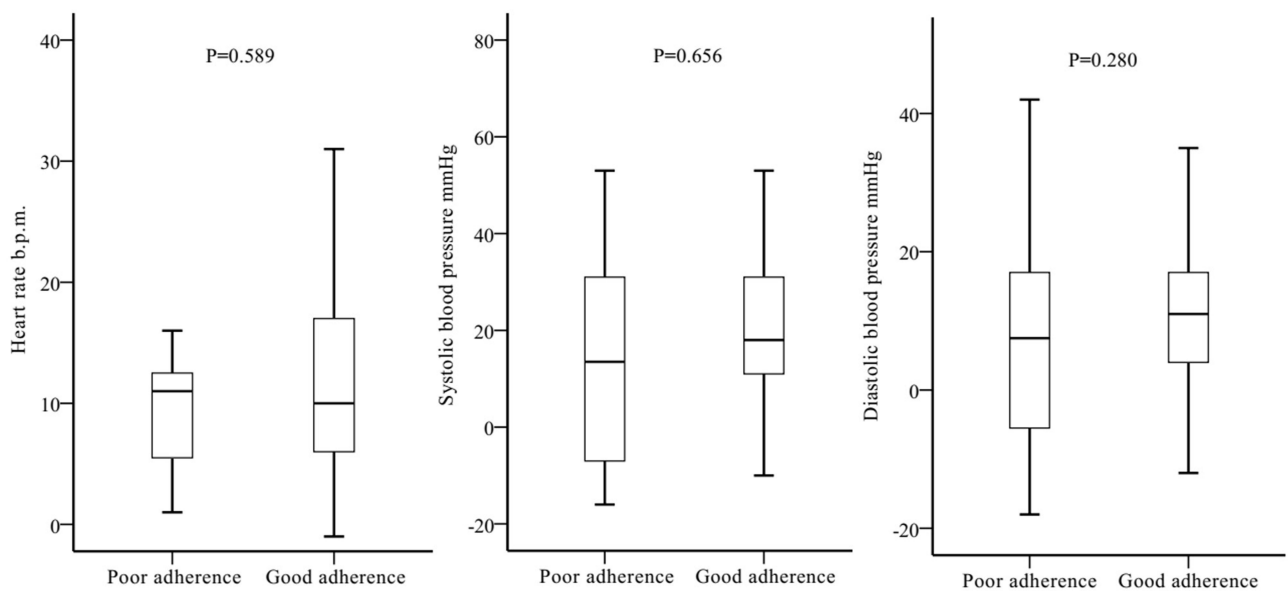 Heart rate b.p.m.
40
30
20
10
0
P=0.589
Poor adherence
Good adherence
Systolic blood pressure mmHg
80
60
40
20
0
-20
P=0.656
Poor adherence
Good adherence
Diastolic blood pressure mmHg
40
20
0
-20
P=0.280
Poor adherence
Good adherence